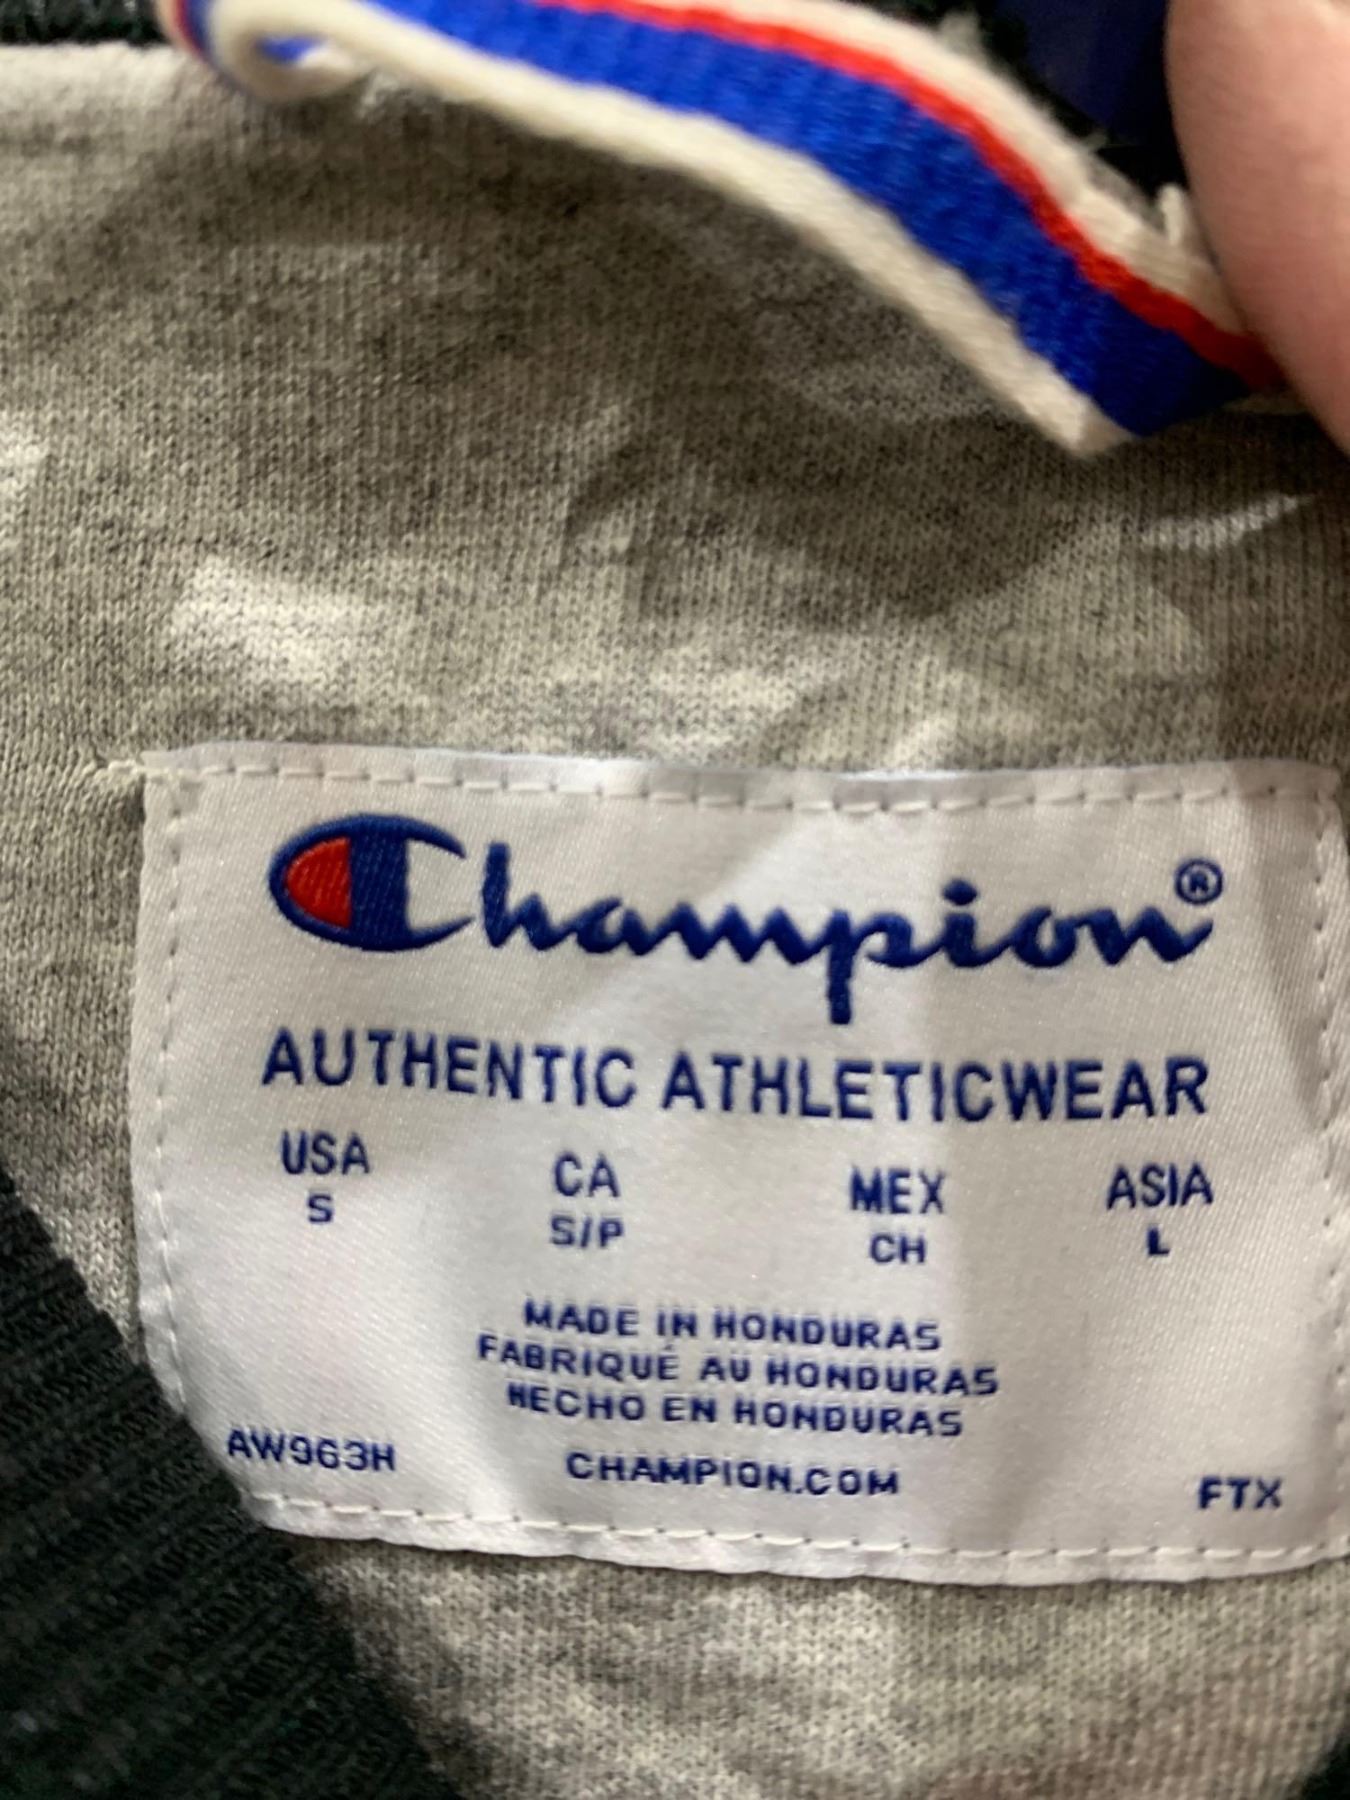 Champion®
AUTHENTIC ATHLETICWEAR
USA CA MEX ASIA
S S/P CH L
MADE IN HONDURAS
FABRIQUÉ AU HONDURAS
HECHO EN HONDURAS
AW963H CHAMPION.COM FTX